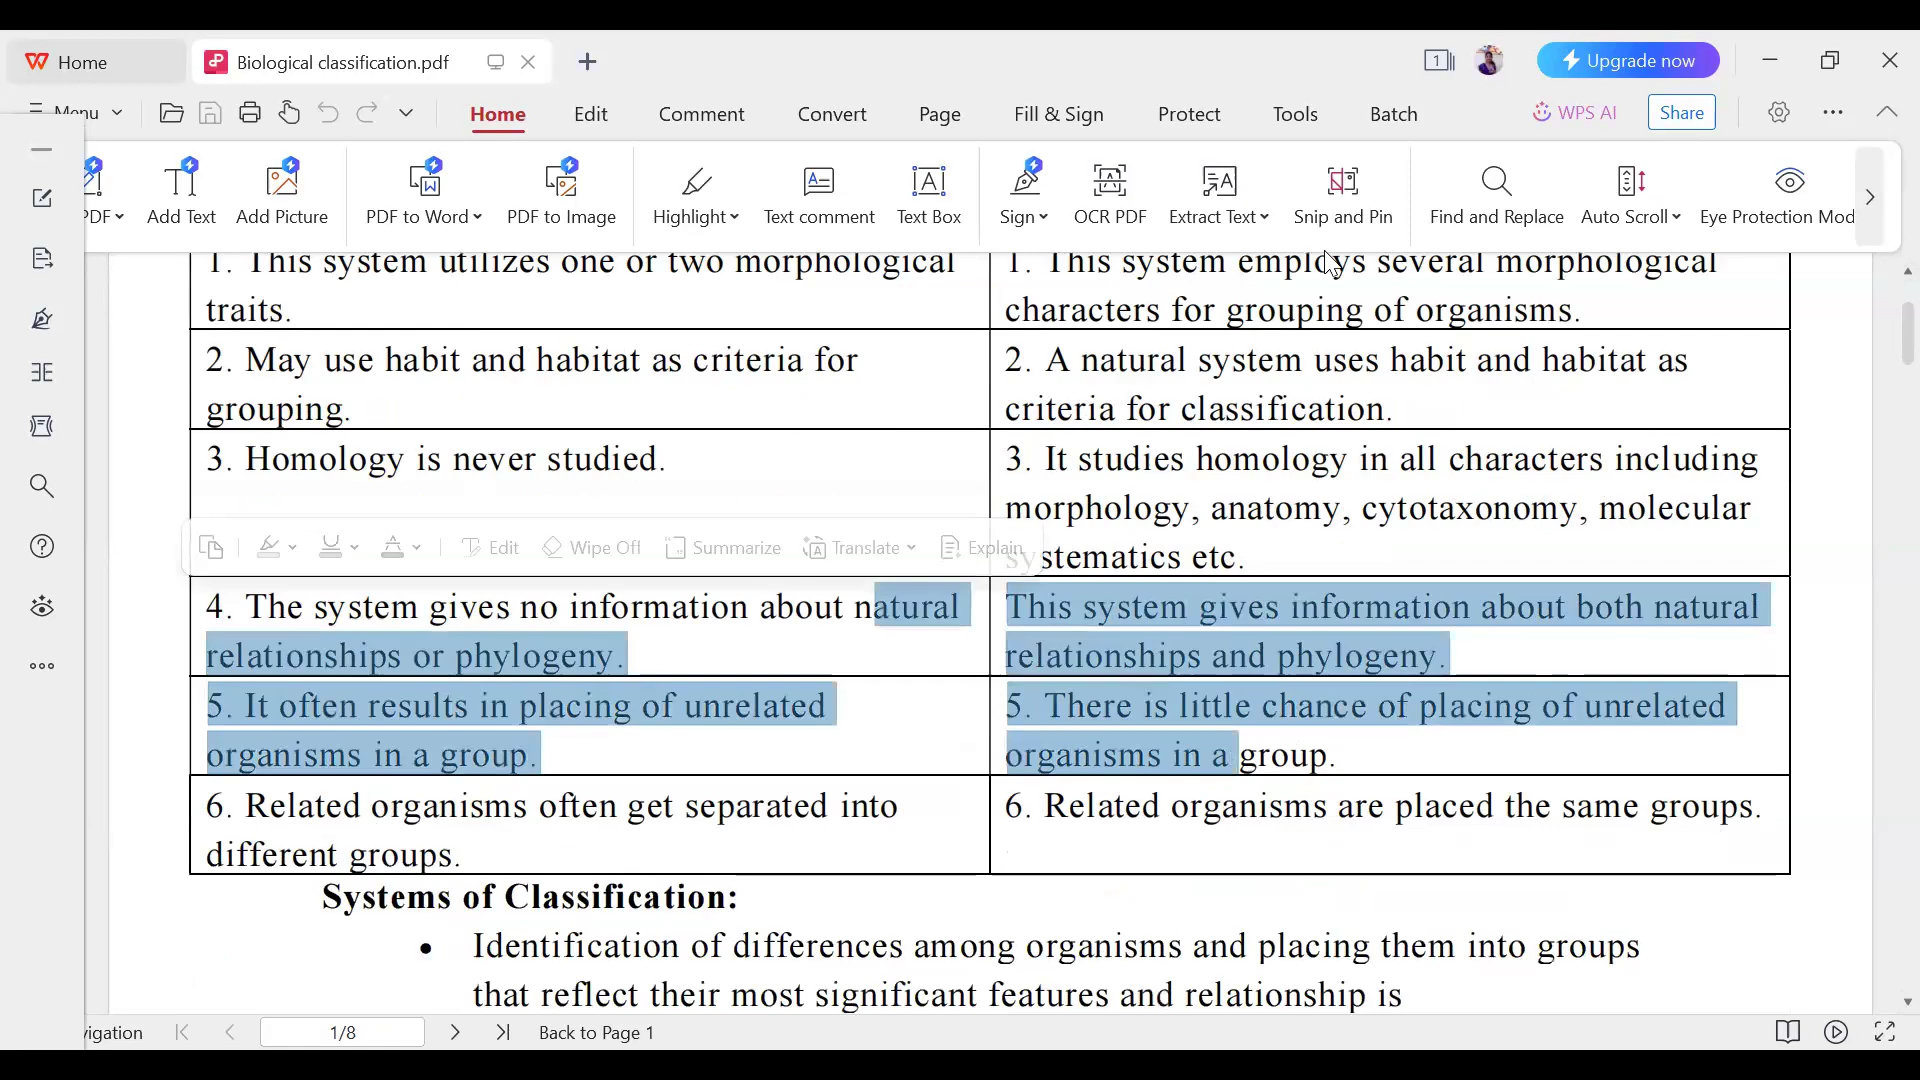 Home
Biological classification.pdf
1
Upgrade now
Menu
Home
Edit
Comment
Convert
Page
Fill & Sign
Protect
Tools
Batch
WPS AI
Share
PDF
Add Text
Add Picture
PDF to Word
PDF to Image
Highlight
Text comment
Text Box
Sign
OCR PDF
Extract Text
Snip and Pin
Find and Replace
Auto Scroll
Eye Protection Mod
1. This system utilizes one or two morphological
traits.
1. This system employs several morphological
characters for grouping of organisms.
2. May use habit and habitat as criteria for
grouping.
2. A natural system uses habit and habitat as
criteria for classification.
3. Homology is never studied.
3. It studies homology in all characters including
morphology, anatomy, cytotaxonomy, molecular
systematics etc.
Edit
Wipe Off
Summarize
Translate
Explain
4. The system gives no information about natural
relationships or phylogeny.
This system gives information about both natural
relationships and phylogeny.
5. It often results in placing of unrelated
organisms in a group.
5. There is little chance of placing of unrelated
organisms in a group.
6. Related organisms often get separated into
different groups.
6. Related organisms are placed the same groups.
Systems of Classification:
• Identification of differences among organisms and placing them into groups
that reflect their most significant features and relationship is
vigation
1/8
Back to Page 1